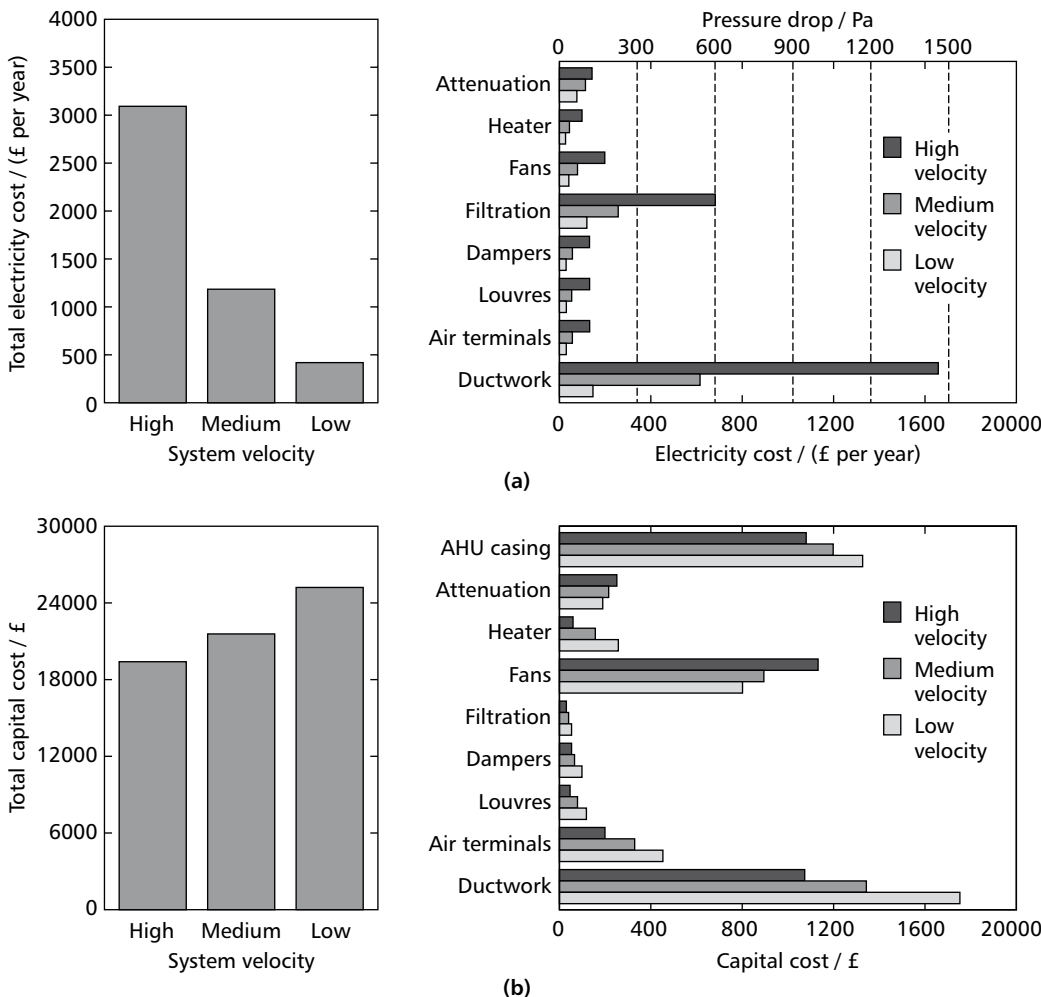 Total electricity cost / (£ per year)
4000
3500
3000
2500
2000
1500
1000
500
0
High Medium Low
System velocity
Pressure drop / Pa
0 300 600 900 1200 1500
Attenuation
Heater
Fans
Filtration
Dampers
Louvres
Air terminals
Ductwork
High
velocity
Medium
velocity
Low
velocity
0 400 800 1200 1600 20000
Electricity cost / (£ per year)
(a)
Total capital cost / £
30000
24000
18000
12000
6000
0
High Medium Low
System velocity
AHU casing
Attenuation
Heater
Fans
Filtration
Dampers
Louvres
Air terminals
Ductwork
High
velocity
Medium
velocity
Low
velocity
0 400 800 1200 1600 20000
Capital cost / £
(b)